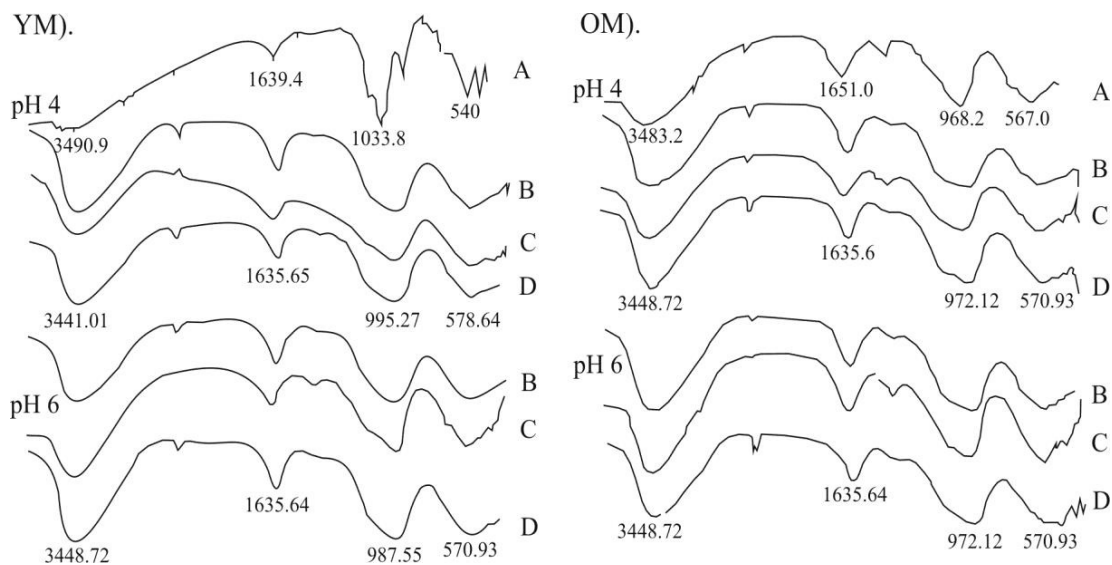 YM).
pH 4
A
1639.4
540
3490.9
1033.8
B
C
1635.65
D
3441.01
995.27
578.64
B
pH 6
C
1635.64
D
3448.72
987.55
570.93
OM).
pH 4
A
1651.0
3483.2
968.2
567.0
B
C
D
1635.6
3448.72
972.12
570.93
pH 6
B
C
1635.64
D
3448.72
972.12
570.93